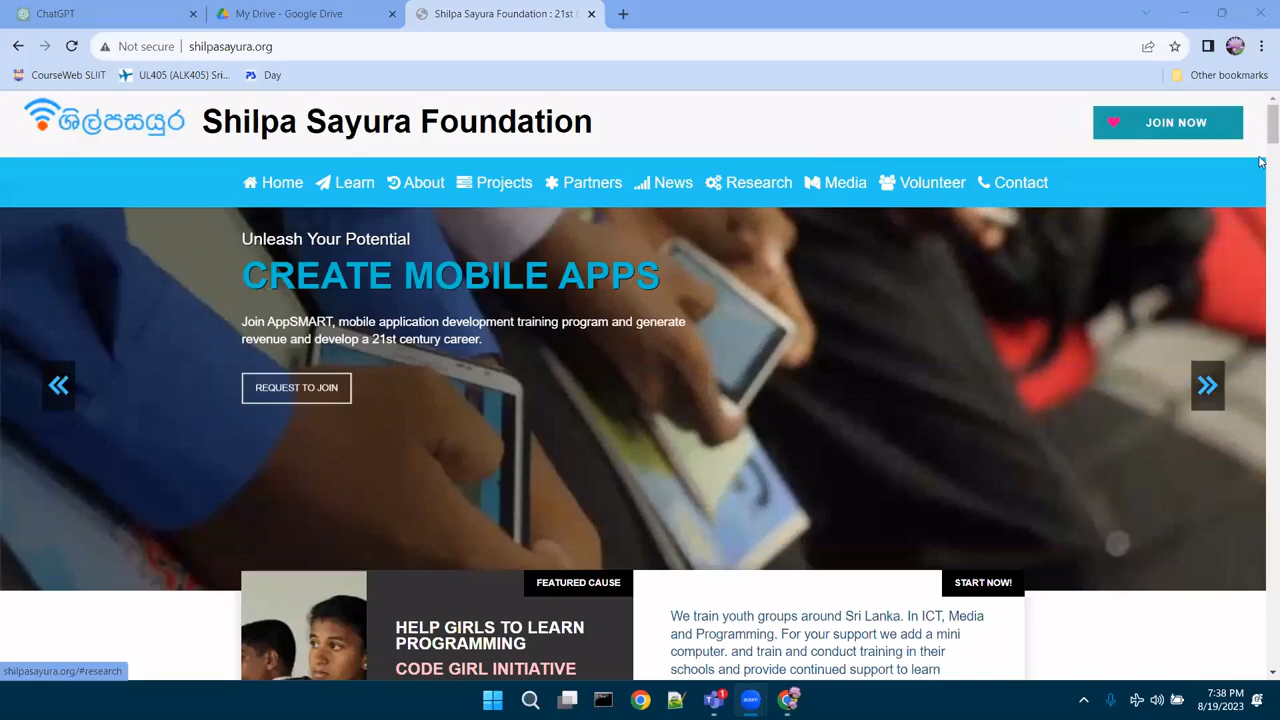 ChatGPT
My Drive - Google Drive
Shilpa Sayura Foundation : 21st
Not secure
shilpasayura.org
CourseWeb SLIIT
UL405 (ALK405) Sri...
Day
Other bookmarks
ශිල්පසයුර
Shilpa Sayura Foundation
JOIN NOW
Home Learn About Projects Partners News Research Media Volunteer Contact
Unleash Your Potential
CREATE MOBILE APPS
Join AppSMART, mobile application development training program and generate
revenue and develop a 21st century career.
REQUEST TO JOIN
FEATURED CAUSE
HELP GIRLS TO LEARN
PROGRAMMING
CODE GIRL INITIATIVE
START NOW!
We train youth groups around Sri Lanka. In ICT, Media
and Programming. For your support we add a mini
computer. and train and conduct training in their
schools and provide continued support to learn
shilpasayura.org/#research
7:38 PM
8/19/2023